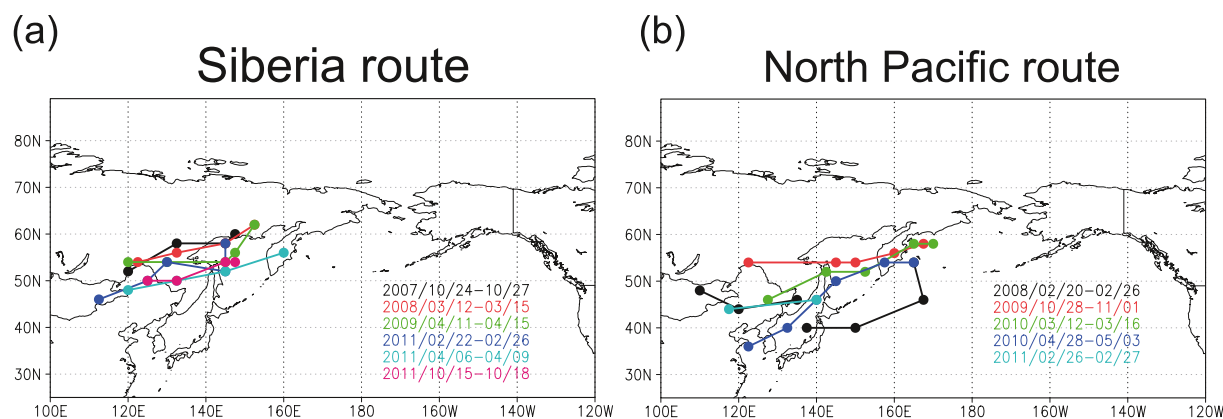 (a)
Siberia route
80N
70N
60N
50N
40N
30N
100E 120E 140E 160E 180 160W 140W 120W
2007/10/24-10/27
2008/03/12-03/15
2009/04/11-04/15
2011/02/22-02/26
2011/04/06-04/09
2011/10/15-10/18
(b)
North Pacific route
80N
70N
60N
50N
40N
30N
100E 120E 140E 160E 180 160W 140W 120W
2008/02/20-02/26
2009/10/28-11/01
2010/03/12-03/16
2010/04/28-05/03
2011/02/26-02/27